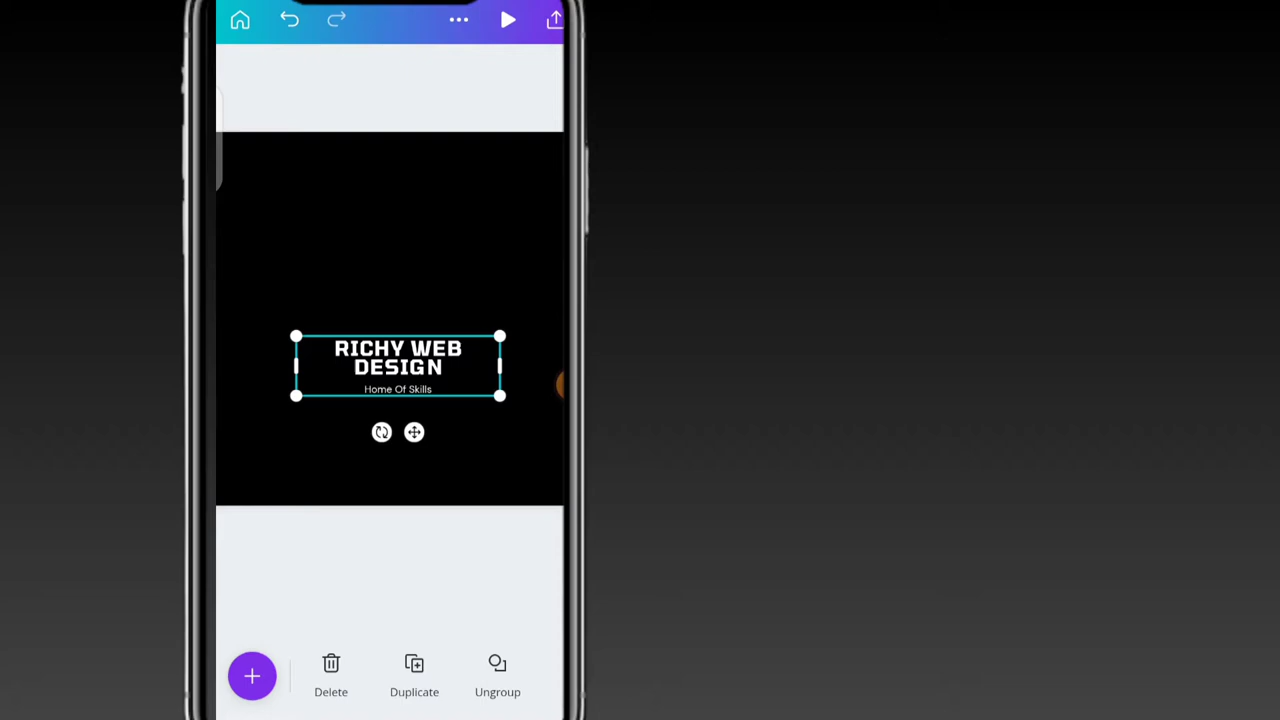 RICHY WEB
DESIGN
Home Of Skills
Delete
Duplicate
Ungroup